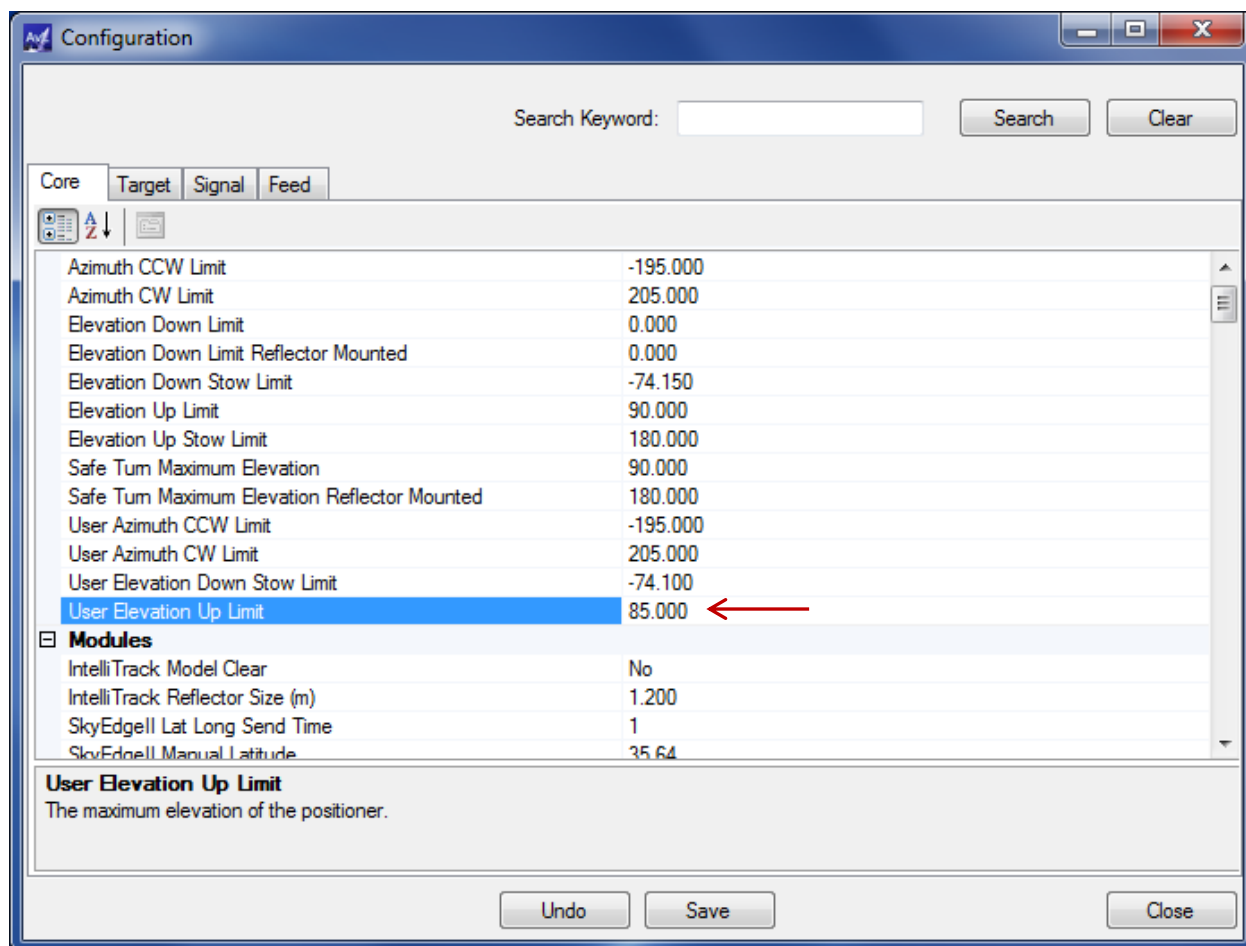 Configuration
Search Keyword: Search Clear
Core Target Signal Feed
Azimuth CCW Limit -195.000
Azimuth CW Limit 205.000
Elevation Down Limit 0.000
Elevation Down Limit Reflector Mounted 0.000
Elevation Down Stow Limit -74.150
Elevation Up Limit 90.000
Elevation Up Stow Limit 180.000
Safe Turn Maximum Elevation 90.000
Safe Turn Maximum Elevation Reflector Mounted 180.000
User Azimuth CCW Limit -195.000
User Azimuth CW Limit 205.000
User Elevation Down Stow Limit -74.100
User Elevation Up Limit 85.000
Modules
IntelliTrack Model Clear No
IntelliTrack Reflector Size (m) 1.200
SkyEdgeII Lat Long Send Time 1
SkyEdgeII Manual Latitude 35.64
User Elevation Up Limit
The maximum elevation of the positioner.
Undo Save Close